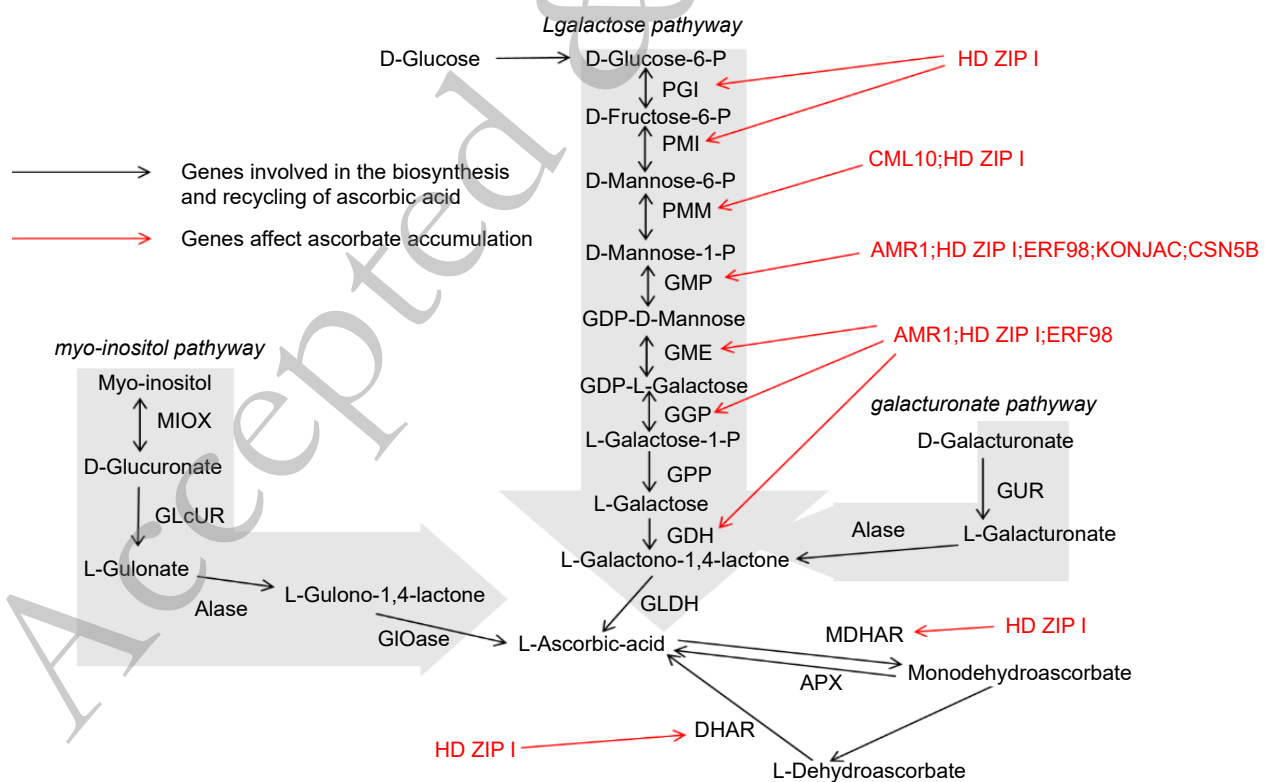 Lgalactose pathyway
D-Glucose
D-Glucose-6-P
HD ZIP I
PGI
D-Fructose-6-P
PMI
CML10;HD ZIP I
Genes involved in the biosynthesis
and recycling of ascorbic acid
D-Mannose-6-P
PMM
Genes affect ascorbate accumulation
D-Mannose-1-P
AMR1;HD ZIP I;ERF98;KONJAC;CSN5B
GMP
GDP-D-Mannose
AMR1;HD ZIP I;ERF98
myo-inositol pathyway
GME
Myo-inositol
GDP-L-Galactose
MIOX
GGP
galacturonate pathyway
L-Galactose-1-P
D-Galacturonate
D-Glucuronate
GPP
GUR
L-Galactose
GLcUR
GDH
Alase
L-Galacturonate
L-Galactono-1,4-lactone
L-Gulonate
Alase
L-Gulono-1,4-lactone
GLDH
GlOase
L-Ascorbic-acid
MDHAR
HD ZIP I
APX
Monodehydroascorbate
HD ZIP I
DHAR
L-Dehydroascorbate
Accepted